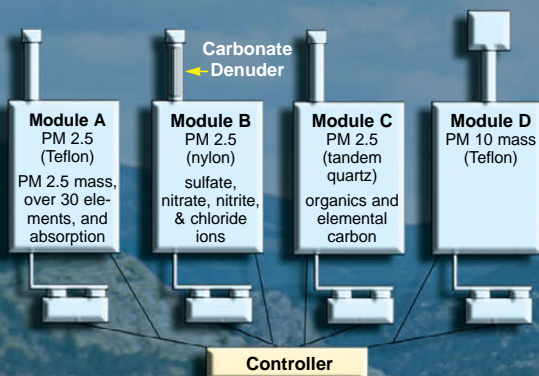 Carbonate
Denuder
Module A
PM 2.5
(Teflon)
PM 2.5 mass,
over 30 ele-
ments, and
absorption
Module B
PM 2.5
(nylon)
sulfate,
nitrate, nitrite,
& chloride
ions
Module C
PM 2.5
(tandem
quartz)
organics and
elemental
carbon
Module D
PM 10 mass
(Teflon)
Controller